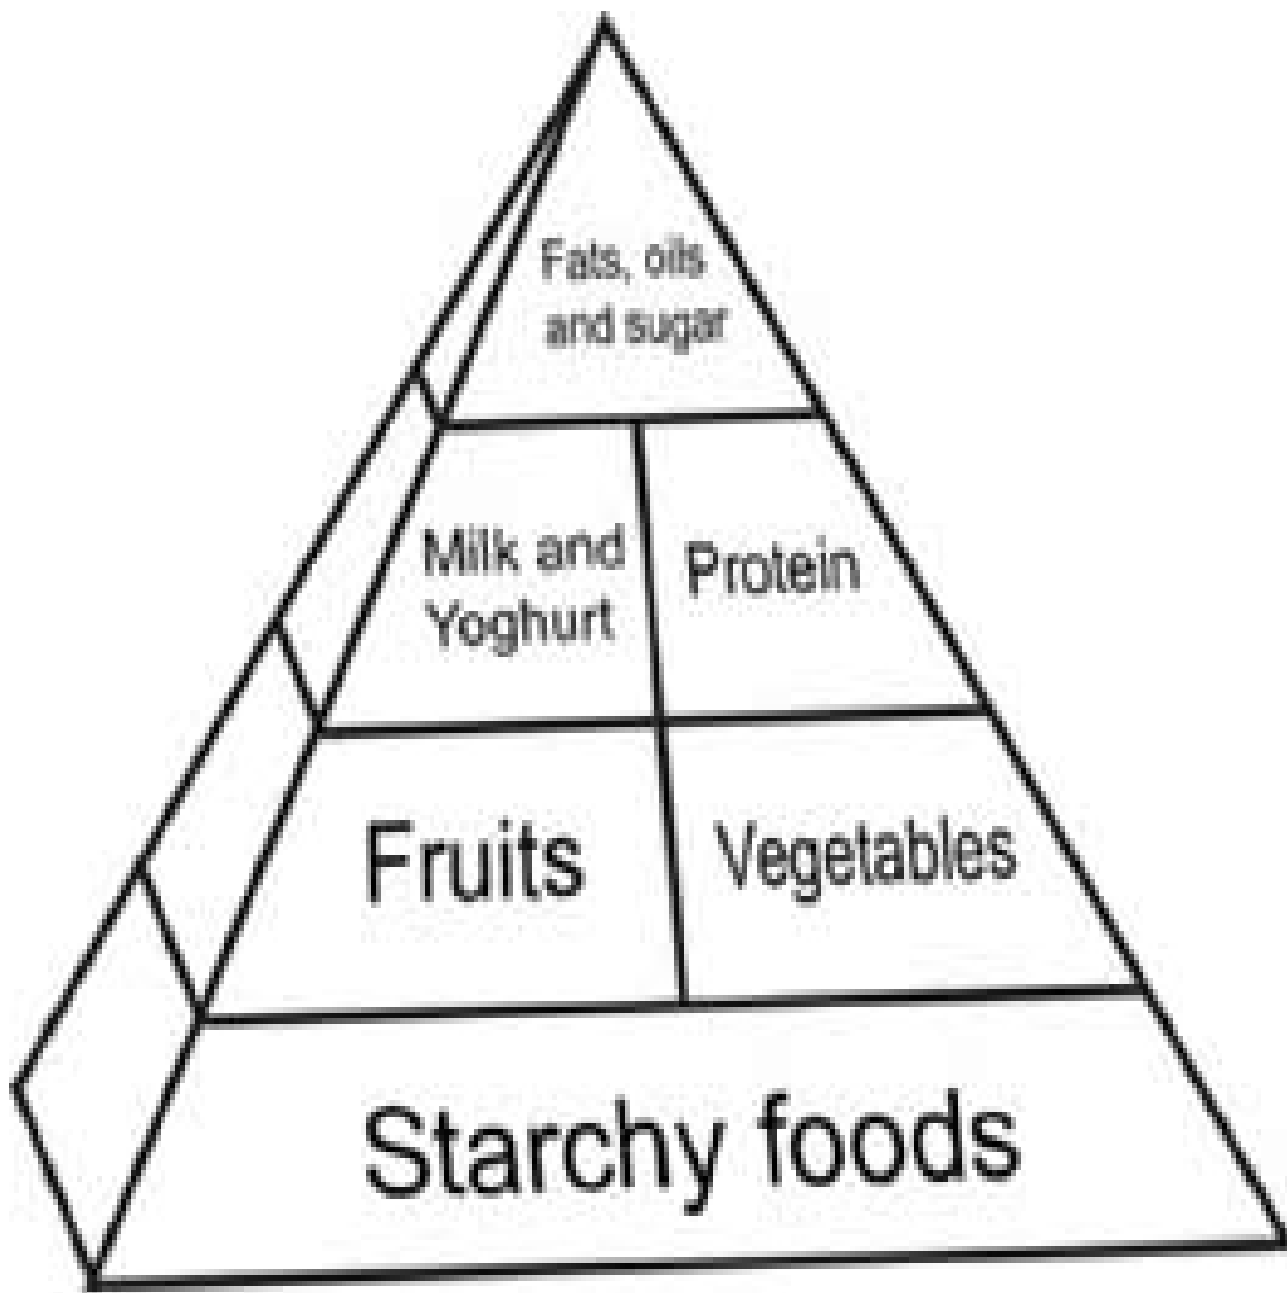 Fats, oils
and sugar
Milk and
Yoghurt
Protein
Fruits
Vegetables
Starchy foods